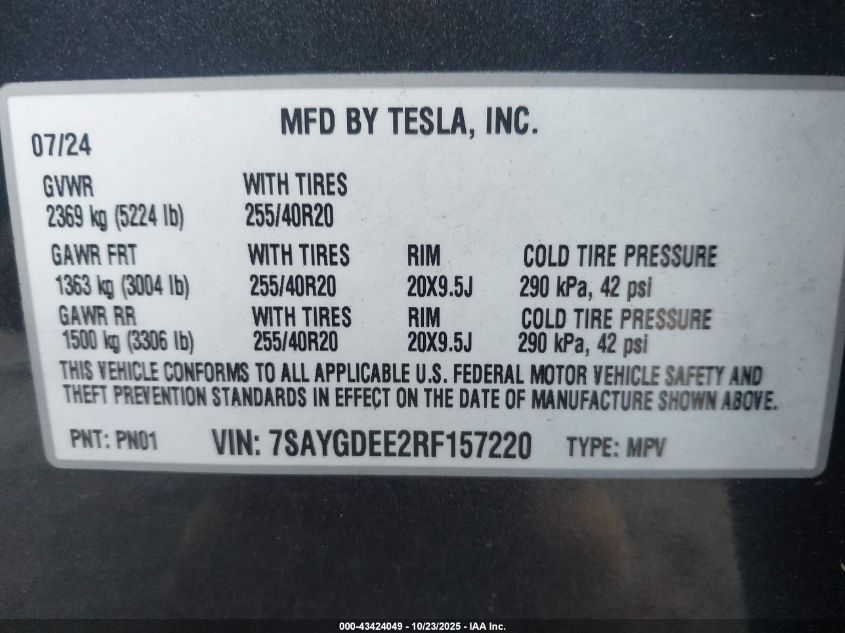 MFD BY TESLA, INC.
07/24
GVWR WITH TIRES
2369 kg (5224 lb) 255/40R20
GAWR FRT WITH TIRES RIM COLD TIRE PRESSURE
1363 kg (3004 lb) 255/40R20 20X9.5J 290 kPa, 42 psi
GAWR RR WITH TIRES RIM COLD TIRE PRESSURE
1500 kg (3306 lb) 255/40R20 20X9.5J 290 kPa, 42 psi
THIS VEHICLE CONFORMS TO ALL APPLICABLE U.S. FEDERAL MOTOR VEHICLE SAFETY AND
THEFT PREVENTION STANDARDS IN EFFECT ON THE DATE OF MANUFACTURE SHOWN ABOVE.
PNT: PN01 VIN: 7SAYGDEE2RF157220 TYPE: MPV
000-43424049 - 10/23/2025 - IAA Inc.